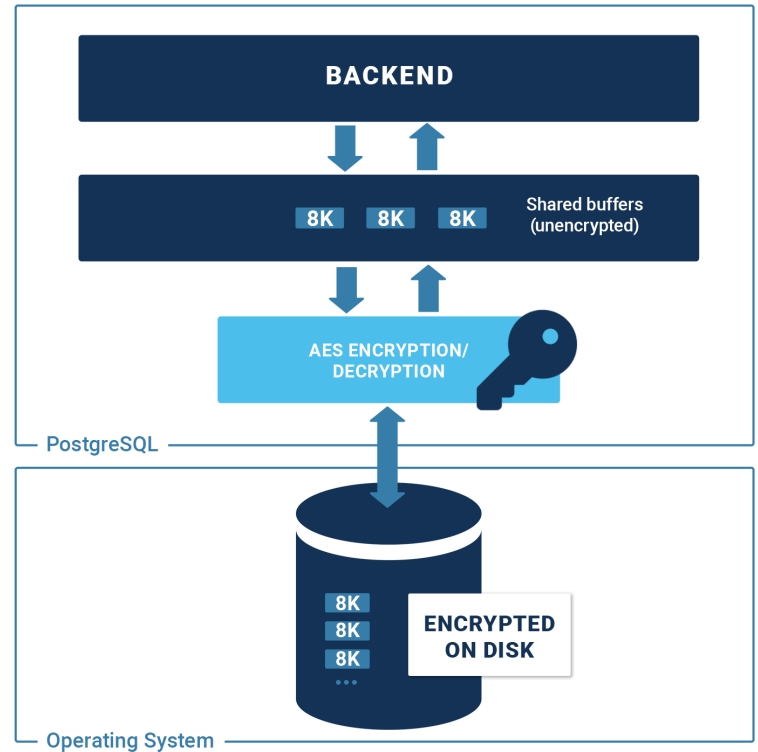 BACKEND
8K 8K 8K
Shared buffers
(unencrypted)
AES ENCRYPTION/
DECRYPTION
PostgreSQL
8K
8K
8K
...
ENCRYPTED
ON DISK
Operating System